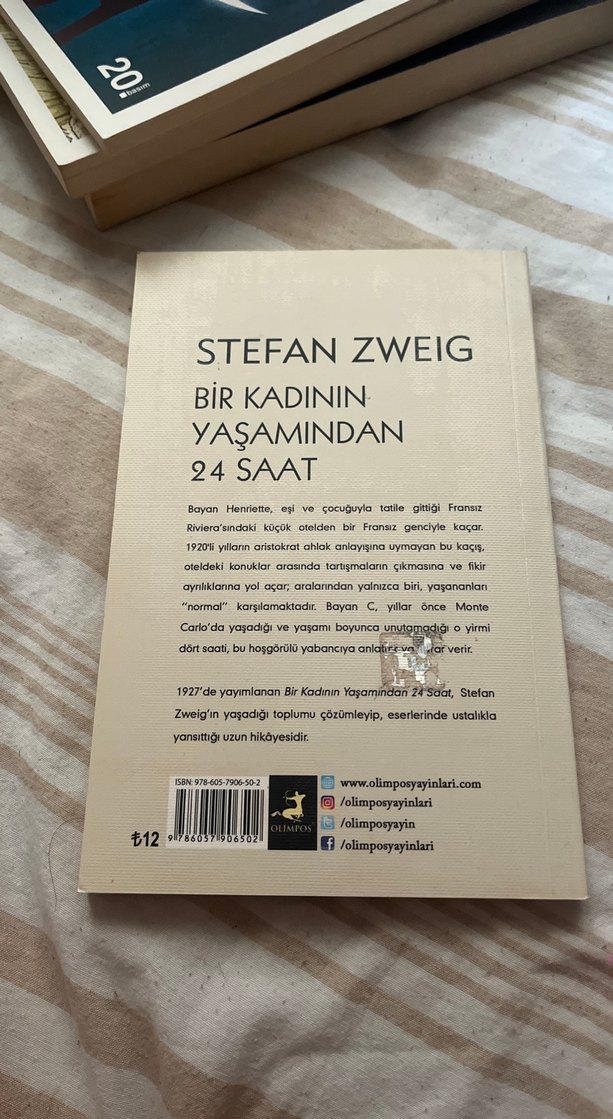 20
basım
STEFAN ZWEIG
BİR KADININ
YAŞAMINDAN
24 SAAT
Bayan Henriette, eşi ve çocuğuyla tatile gittiği Fransız
Riviera'sındaki küçük otelden bir Fransız genciyle kaçar.
1920'li yılların aristokrat ahlak anlayışına uymayan bu kaçış,
oteldeki konuklar arasında tartışmaların çıkmasına ve fikir
ayrılıklarına yol açar; aralarından yalnızca biri, yaşananları
"normal" karşılamaktadır. Bayan C, yıllar önce Monte
Carlo'da yaşadığı ve yaşamı boyunca unutamadığı o yirmi
dört saati, bu hoşgörülü yabancıya verir.
1927'de yayımlanan Bir Kadının Yaşamından 24 Saat, Stefan
Zweig'ın yaşadığı toplumu çözümleyip, eserlerinde ustalıkla
yansıttığı uzun hikâyesidir.
ISBN: 978-605-7906-50-2
9 786057 906502
₺12
OLİMPOS
www.olimposyayinlari.com
/olimposyayinlari
/olimposyayin
/olimposyayinlari